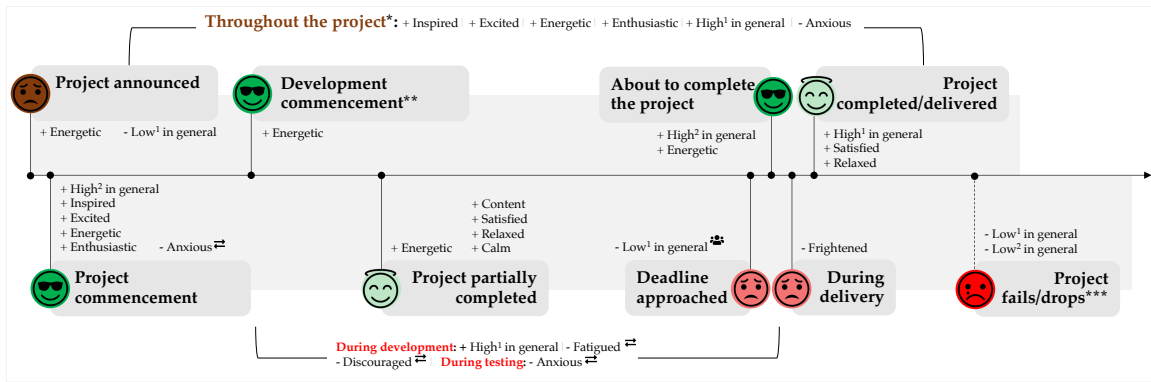 Throughout the project*: + Inspired + Excited + Energetic + Enthusiastic + High¹ in general - Anxious
Project announced
Development
commencement**
About to complete
the project
Project
completed/delivered
+ Energetic - Low¹ in general
+ Energetic
+ High² in general
+ Energetic
+ High¹ in general
+ Satisfied
+ Relaxed
+ High² in general
+ Inspired
+ Excited
+ Energetic
+ Enthusiastic - Anxious
+ Energetic
+ Content
+ Satisfied
+ Relaxed
+ Calm
- Low¹ in general
- Frightened
- Low¹ in general
- Low² in general
Project
commencement
Project partially
completed
Deadline
approached
During
delivery
Project
fails/drops***
During development: + High¹ in general - Fatigued
- Discouraged During testing: - Anxious